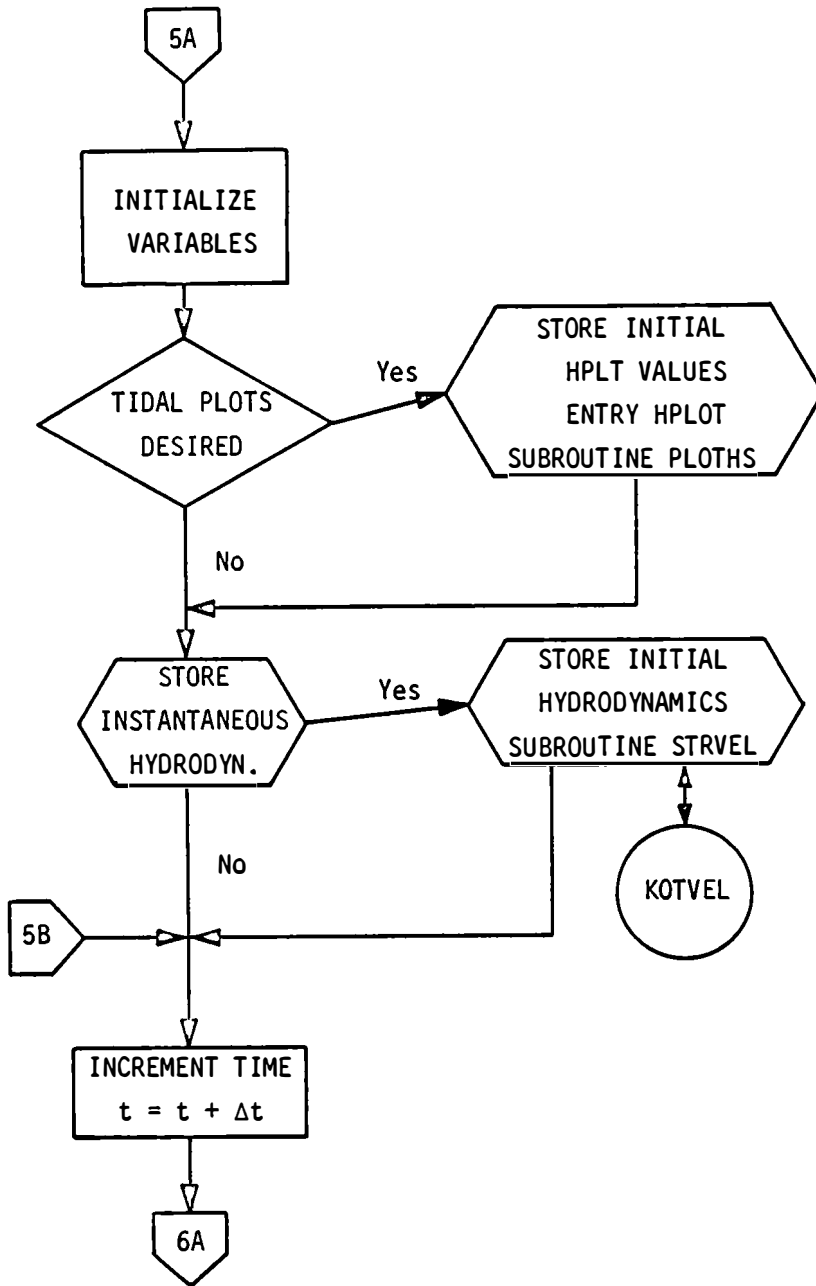 5A
INITIALIZE
VARIABLES
TIDAL PLOTS
DESIRED
Yes
STORE INITIAL
HPLT VALUES
ENTRY HPLOT
SUBROUTINE PLOTHS
No
STORE
INSTANTANEOUS
HYDRODYN.
Yes
STORE INITIAL
HYDRODYNAMICS
SUBROUTINE STRVEL
No
KOTVEL
5B
INCREMENT TIME
t = t + Δt
6A